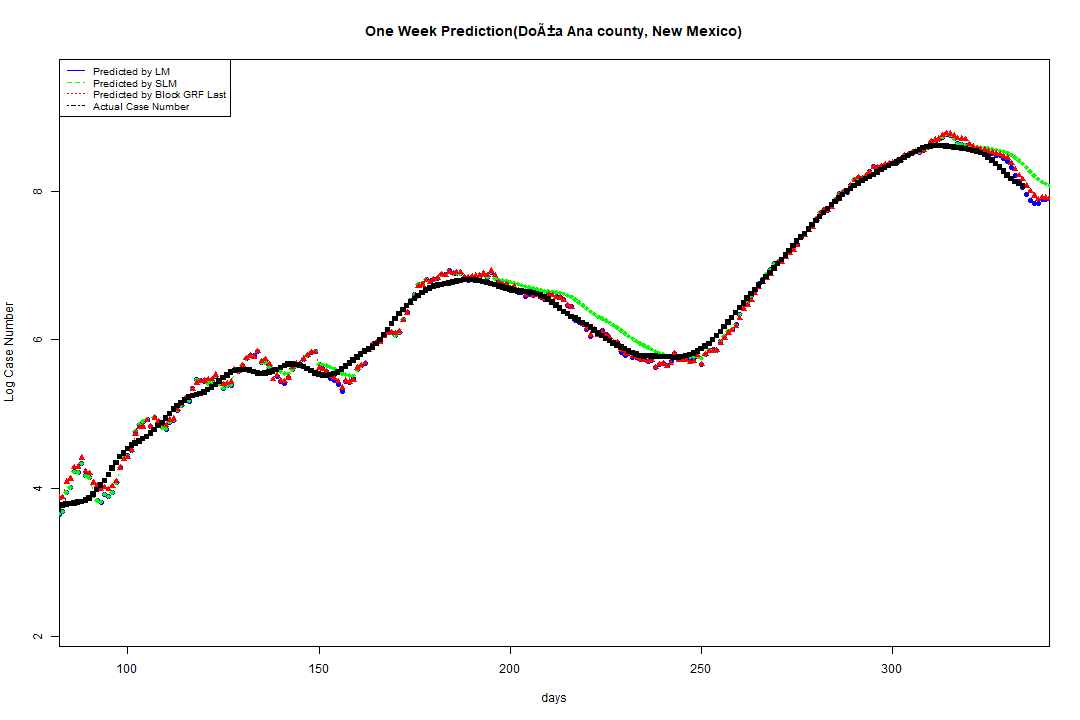 One Week Prediction(DoÃ±a Ana county, New Mexico)
Predicted by LM
Predicted by SLM
Predicted by Block GRF Last
Actual Case Number
Log Case Number
8
6
4
2
100 150 200 250 300
days